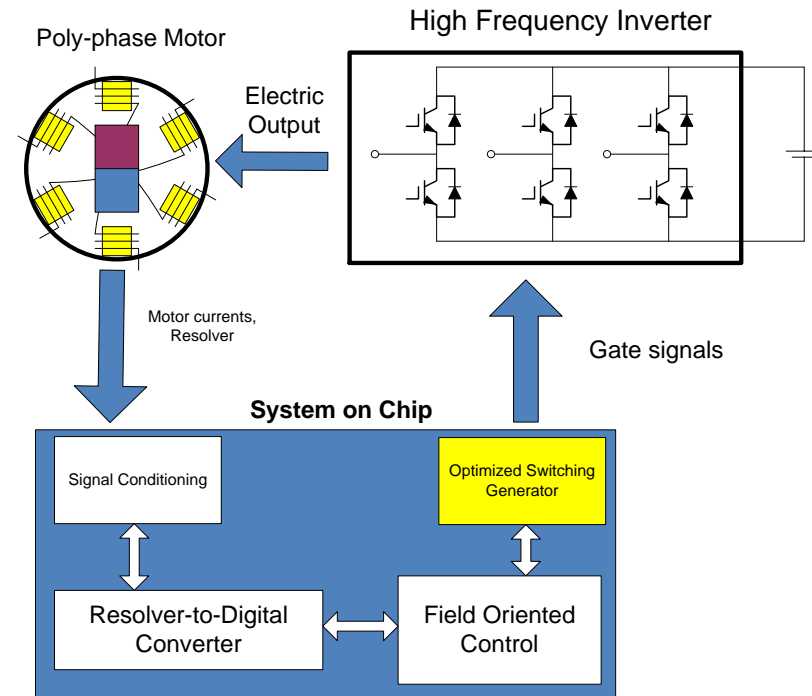 High Frequency Inverter
Poly-phase Motor
Electric
Output
Motor currents,
Resolver
Gate signals
System on Chip
Signal Conditioning
Optimized Switching
Generator
Resolver-to-Digital
Converter
Field Oriented
Control